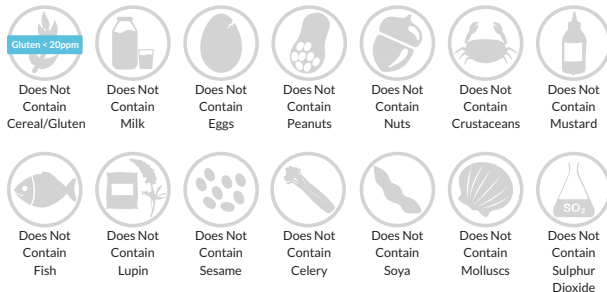 Gluten < 20ppm
Does Not
Contain
Cereal/Gluten
Does Not
Contain
Milk
Does Not
Contain
Eggs
Does Not
Contain
Peanuts
Does Not
Contain
Nuts
Does Not
Contain
Crustaceans
Does Not
Contain
Mustard
SO₂
Does Not
Contain
Fish
Does Not
Contain
Lupin
Does Not
Contain
Sesame
Does Not
Contain
Celery
Does Not
Contain
Soya
Does Not
Contain
Molluscs
Does Not
Contain
Sulphur
Dioxide